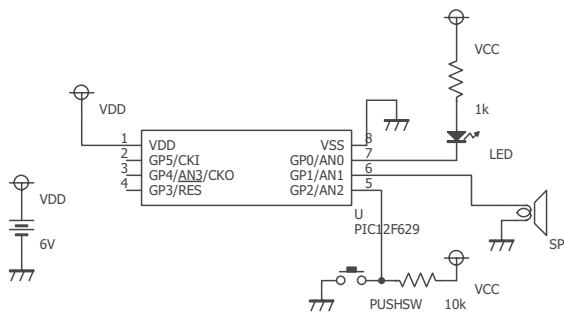 VCC
1k
VDD
1 VDD VSS 8
2 GP5/CKI GP0/AN0 7
LED
3 GP4/AN3/CKO GP1/AN1 6
4 GP3/RES GP2/AN2 5
VDD
U
PIC12F629
6V
SP
VCC
PUSHSW 10k